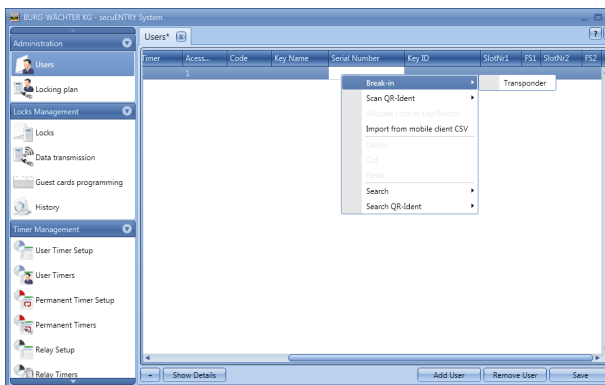 BURG-WÄCHTER KG - secuENTRY System
Administration
Users
Locking plan
Locks Management
Locks
Data transmission
Guest cards programming
History
Timer Management
User Timer Setup
User Timers
Permanent Timer Setup
Permanent Timers
Relay Setup
Relay Timers
Users*
Timer Acess... Code Key Name Serial Number Key ID SlotNr1 FS1 SlotNr2 FS2
1
Break-in
Transponder
Scan QR-Ident
Allocate Lock to Key/Switch
Import from mobile client CSV
Delete
Cut
Paste
Search
Search QR-Ident
Show Details
Add User
Remove User
Save